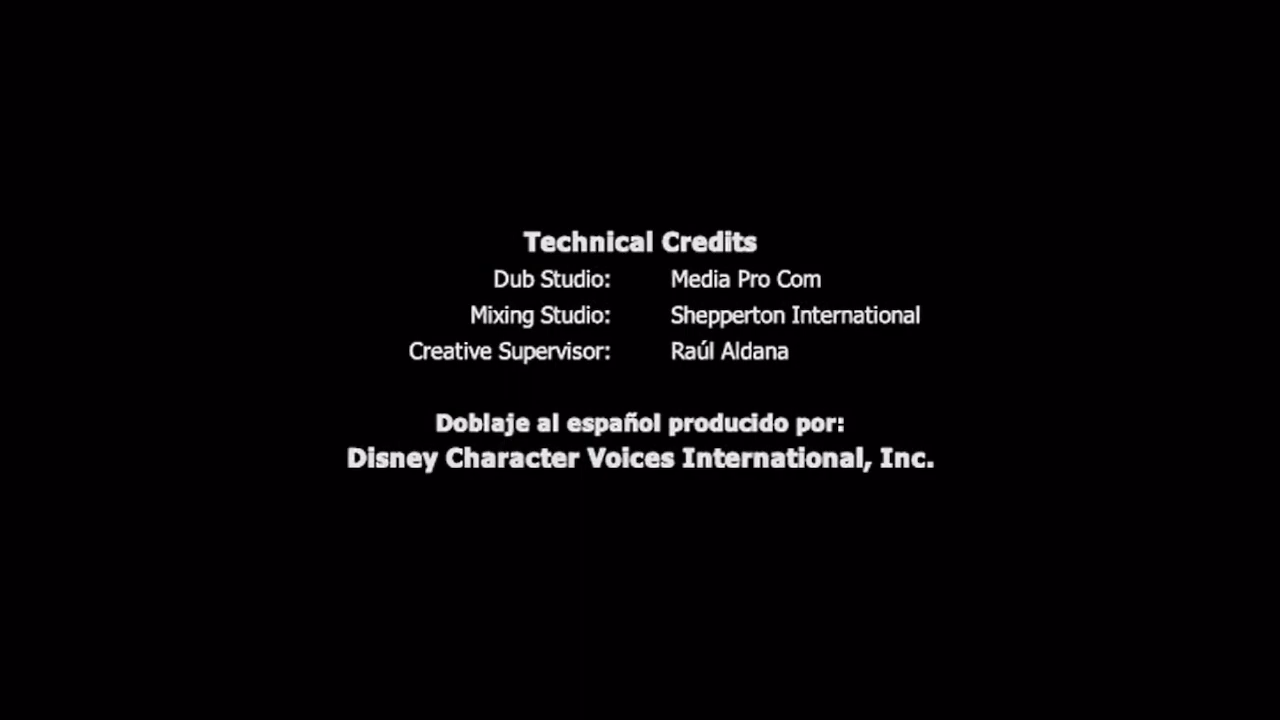 Technical Credits
Dub Studio: Media Pro Com
Mixing Studio: Shepperton International
Creative Supervisor: Raúl Aldana
Doblaje al español producido por:
Disney Character Voices International, Inc.